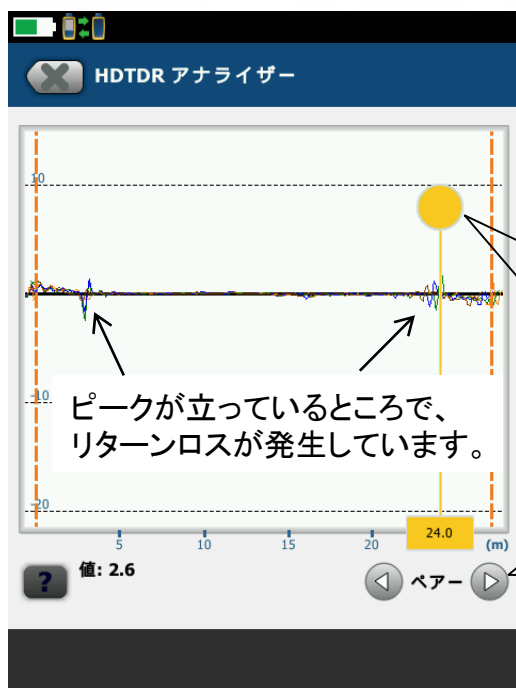 HDTDR アナライザー
10
ピークが立っているところで、
リターンロスが発生しています。
-10
-20
5 10 15 20 24.0 (m)
? 値: 2.6 ペアー